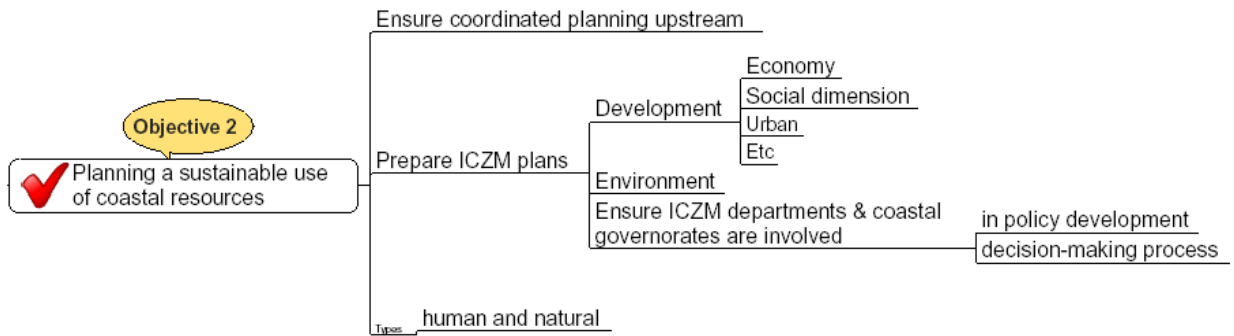 Objective 2
Planning a sustainable use
of coastal resources
Ensure coordinated planning upstream
Prepare ICZM plans
Development
Economy
Social dimension
Urban
Etc
Environment
Ensure ICZM departments & coastal
governorates are involved
in policy development
decision-making process
Types
human and natural